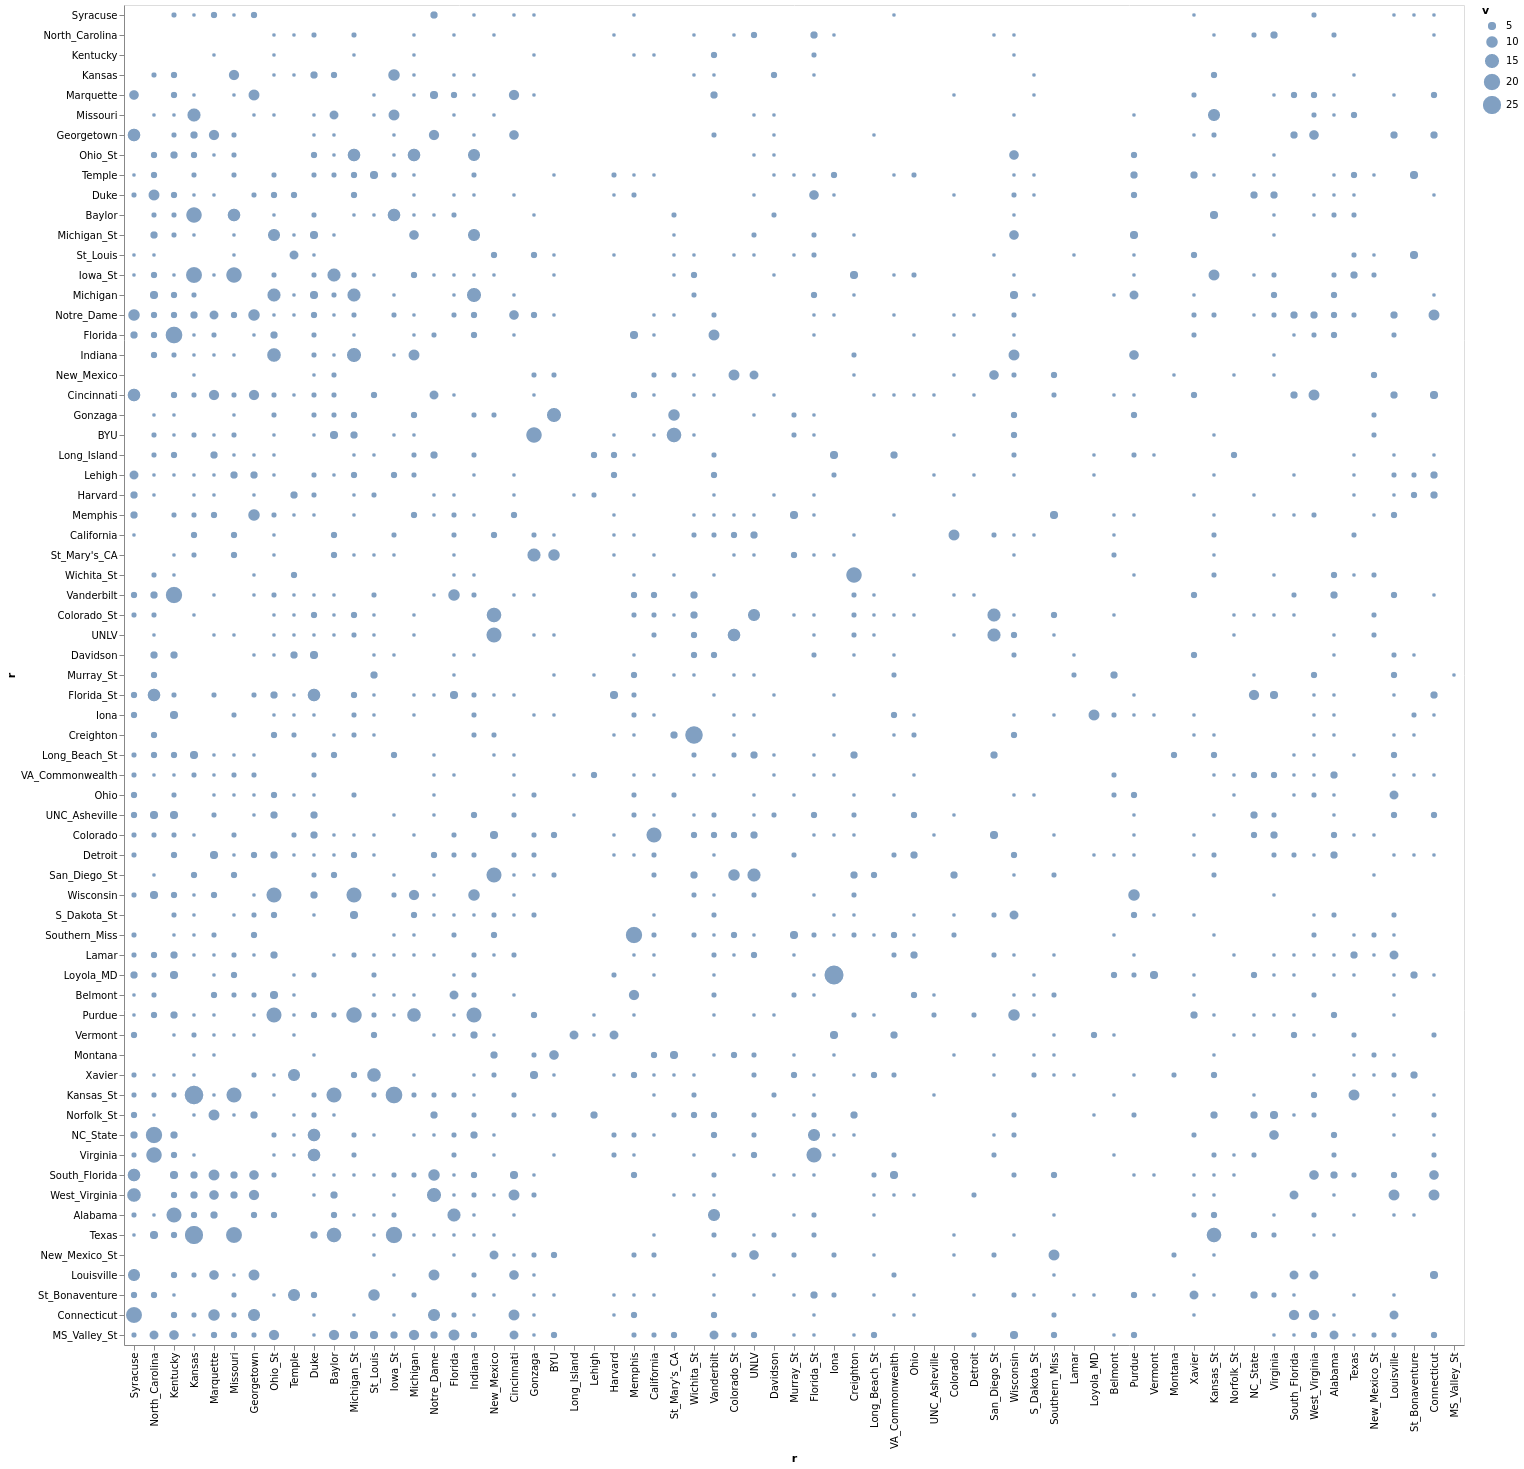 Syracuse
North_Carolina
Kentucky
Kansas
Marquette
Missouri
Georgetown
Ohio_St
Temple
Duke
Baylor
Michigan_St
St_Louis
Iowa_St
Michigan
Notre_Dame
Florida
Indiana
New_Mexico
Cincinnati
Gonzaga
BYU
Long_Island
Lehigh
Harvard
Memphis
California
St_Mary's_CA
Wichita_St
Vanderbilt
Colorado_St
UNLV
Davidson
Murray_St
Florida_St
Iona
Creighton
Long_Beach_St
VA_Commonwealth
Ohio
UNC_Asheville
Colorado
Detroit
San_Diego_St
Wisconsin
S_Dakota_St
Southern_Miss
Lamar
Loyola_MD
Belmont
Purdue
Vermont
Montana
Xavier
Kansas_St
Norfolk_St
NC_State
Virginia
South_Florida
West_Virginia
Alabama
Texas
New_Mexico_St
Louisville
St_Bonaventure
Connecticut
MS_Valley_St
r
Syracuse
North_Carolina
Kentucky
Kansas
Marquette
Missouri
Georgetown
Ohio_St
Temple
Duke
Baylor
Michigan_St
St_Louis
Iowa_St
Michigan
Notre_Dame
Florida
Indiana
New_Mexico
Cincinnati
Gonzaga
BYU
Long_Island
Lehigh
Harvard
Memphis
California
St_Mary's_CA
Wichita_St
Vanderbilt
Colorado_St
UNLV
Davidson
Murray_St
Florida_St
Iona
Creighton
Long_Beach_St
VA_Commonwealth
Ohio
UNC_Asheville
Colorado
Detroit
San_Diego_St
Wisconsin
S_Dakota_St
Southern_Miss
Lamar
Loyola_MD
Belmont
Purdue
Vermont
Montana
Xavier
Kansas_St
Norfolk_St
NC_State
Virginia
South_Florida
West_Virginia
Alabama
Texas
New_Mexico_St
Louisville
St_Bonaventure
Connecticut
MS_Valley_St
r
v
5
10
15
20
25